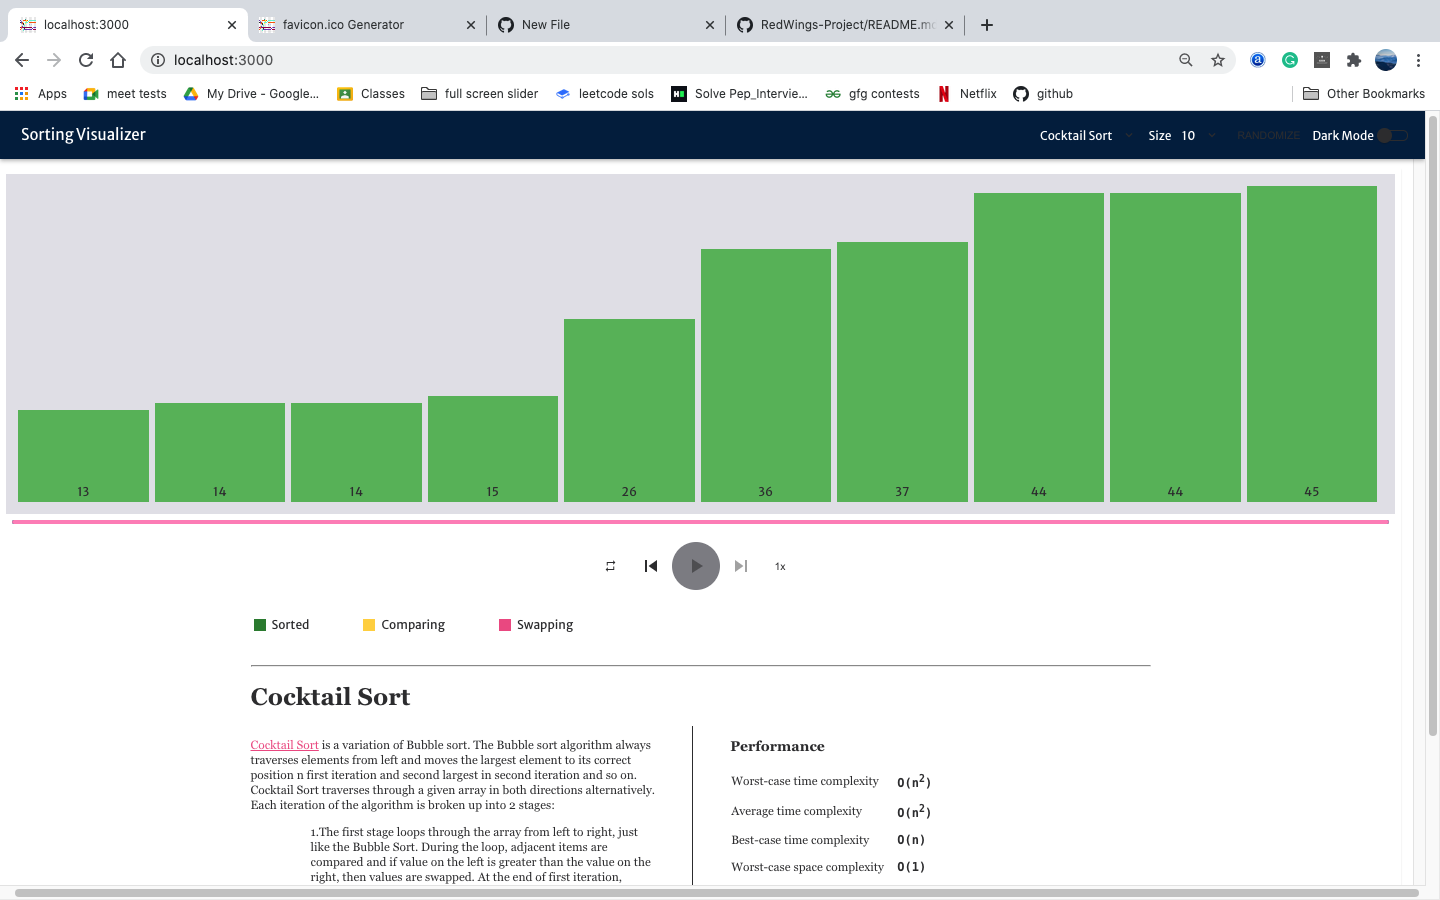 localhost:3000
favicon.ico Generator
New File
RedWings-Project/README.md
localhost:3000
Apps
meet tests
My Drive - Google...
Classes
full screen slider
leetcode sols
Solve Pep_Intervie...
gfg contests
Netflix
github
Other Bookmarks
Sorting Visualizer
Cocktail Sort
Size 10
RANDOMIZE
Dark Mode
13
14
14
15
26
36
37
44
44
45
1x
Sorted
Comparing
Swapping
Cocktail Sort
Cocktail Sort is a variation of Bubble sort. The Bubble sort algorithm always
traverses elements from left and moves the largest element to its correct
position n first iteration and second largest in second iteration and so on.
Cocktail Sort traverses through a given array in both directions alternatively.
Each iteration of the algorithm is broken up into 2 stages:
1.The first stage loops through the array from left to right, just
like the Bubble Sort. During the loop, adjacent items are
compared and if value on the left is greater than the value on the
right, then values are swapped. At the end of first iteration,
Performance
Worst-case time complexity O(n²)
Average time complexity O(n²)
Best-case time complexity O(n)
Worst-case space complexity O(1)